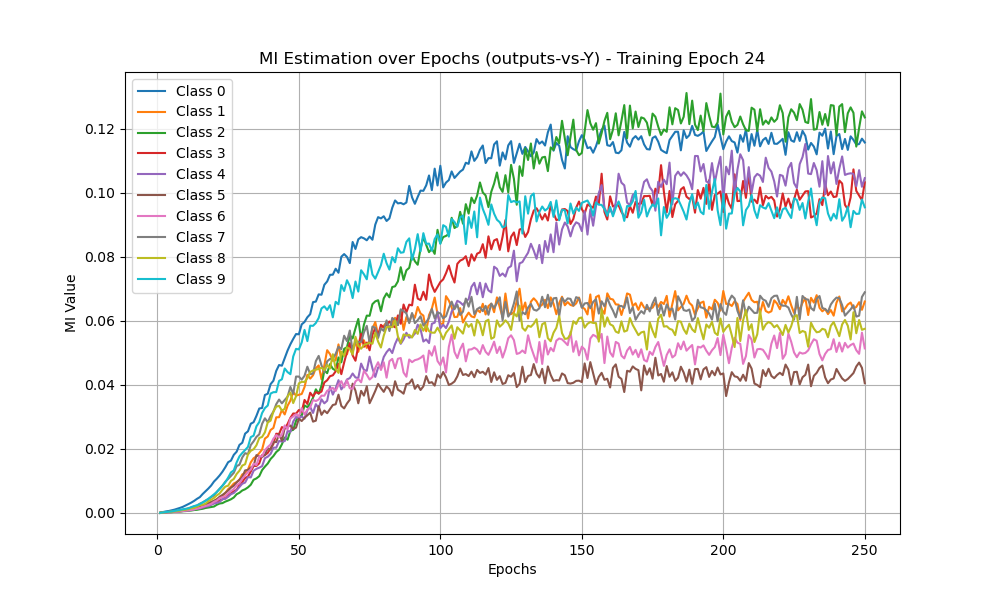 MI Estimation over Epochs (outputs-vs-Y) - Training Epoch 24
Class 0
Class 1
Class 2
Class 3
Class 4
Class 5
Class 6
Class 7
Class 8
Class 9
MI Value
0.12
0.10
0.08
0.06
0.04
0.02
0.00
0
50
100
150
200
250
Epochs